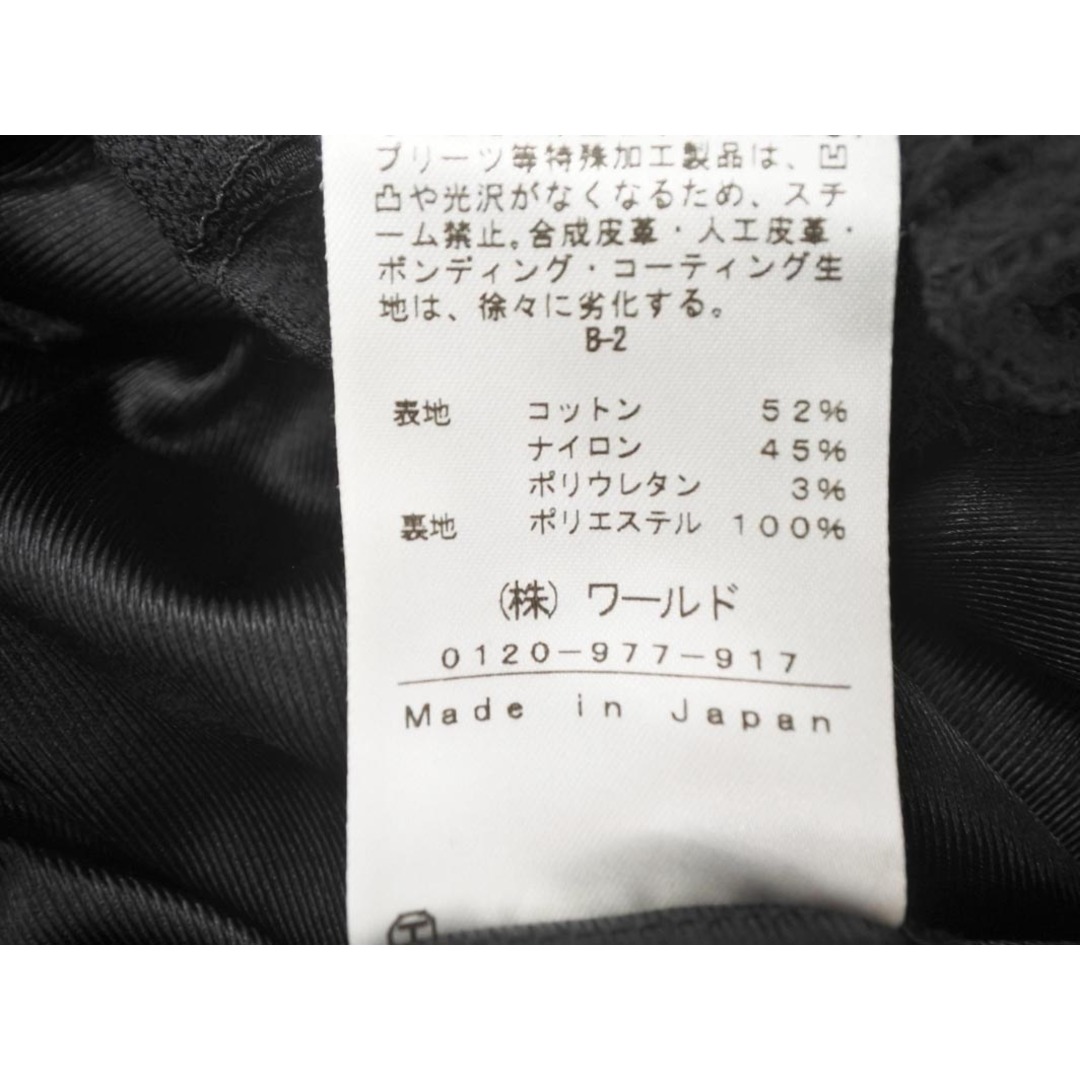 プリーツ等特殊加工製品は、凹
凸や光沢がなくなるため、スチ
ーム禁止。合成皮革・人工皮革・
ボンディング・コーティング生
地は、徐々に劣化する。
B-2
表地 コットン 52%
ナイロン 45%
ポリウレタン 3%
裏地 ポリエステル 100%
(株) ワールド
0120-977-917
Made in Japan